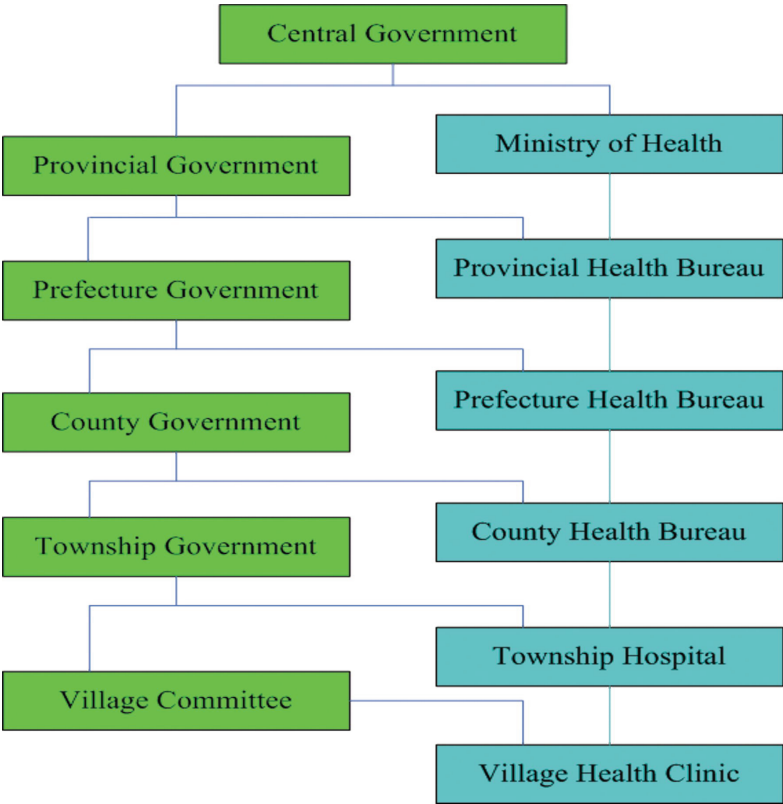 Central Government
Ministry of Health
Provincial Government
Provincial Health Bureau
Prefecture Government
Prefecture Health Bureau
County Government
County Health Bureau
Township Government
Township Hospital
Village Committee
Village Health Clinic